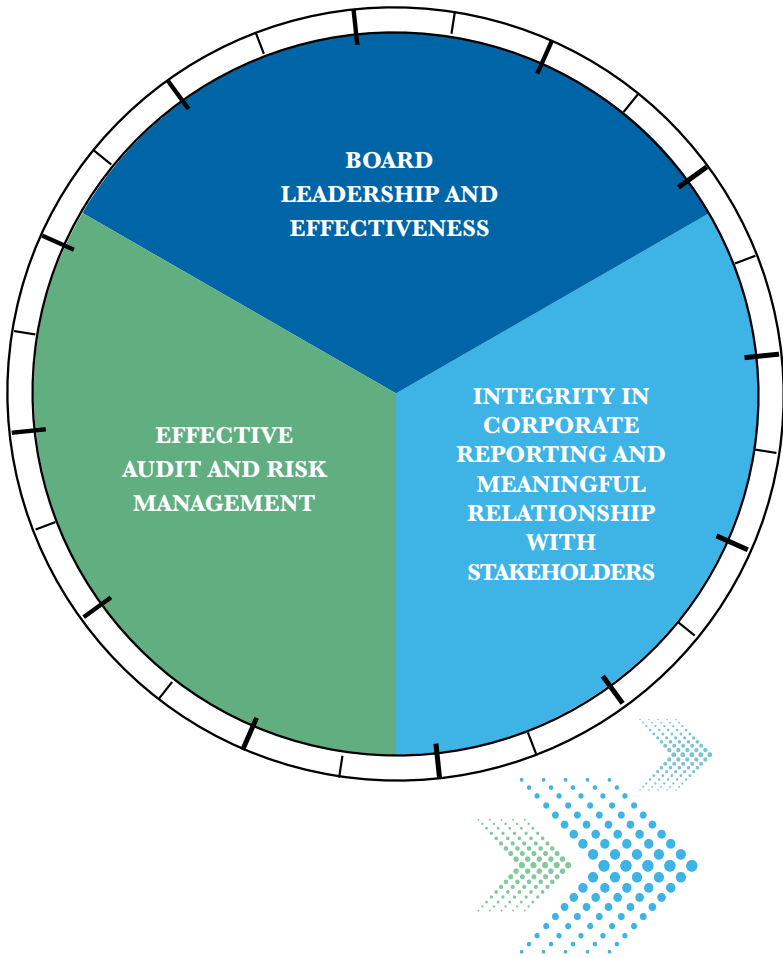 BOARD
LEADERSHIP AND
EFFECTIVENESS
INTEGRITY IN
CORPORATE
REPORTING AND
MEANINGFUL
RELATIONSHIP
WITH
STAKEHOLDERS
EFFECTIVE
AUDIT AND RISK
MANAGEMENT